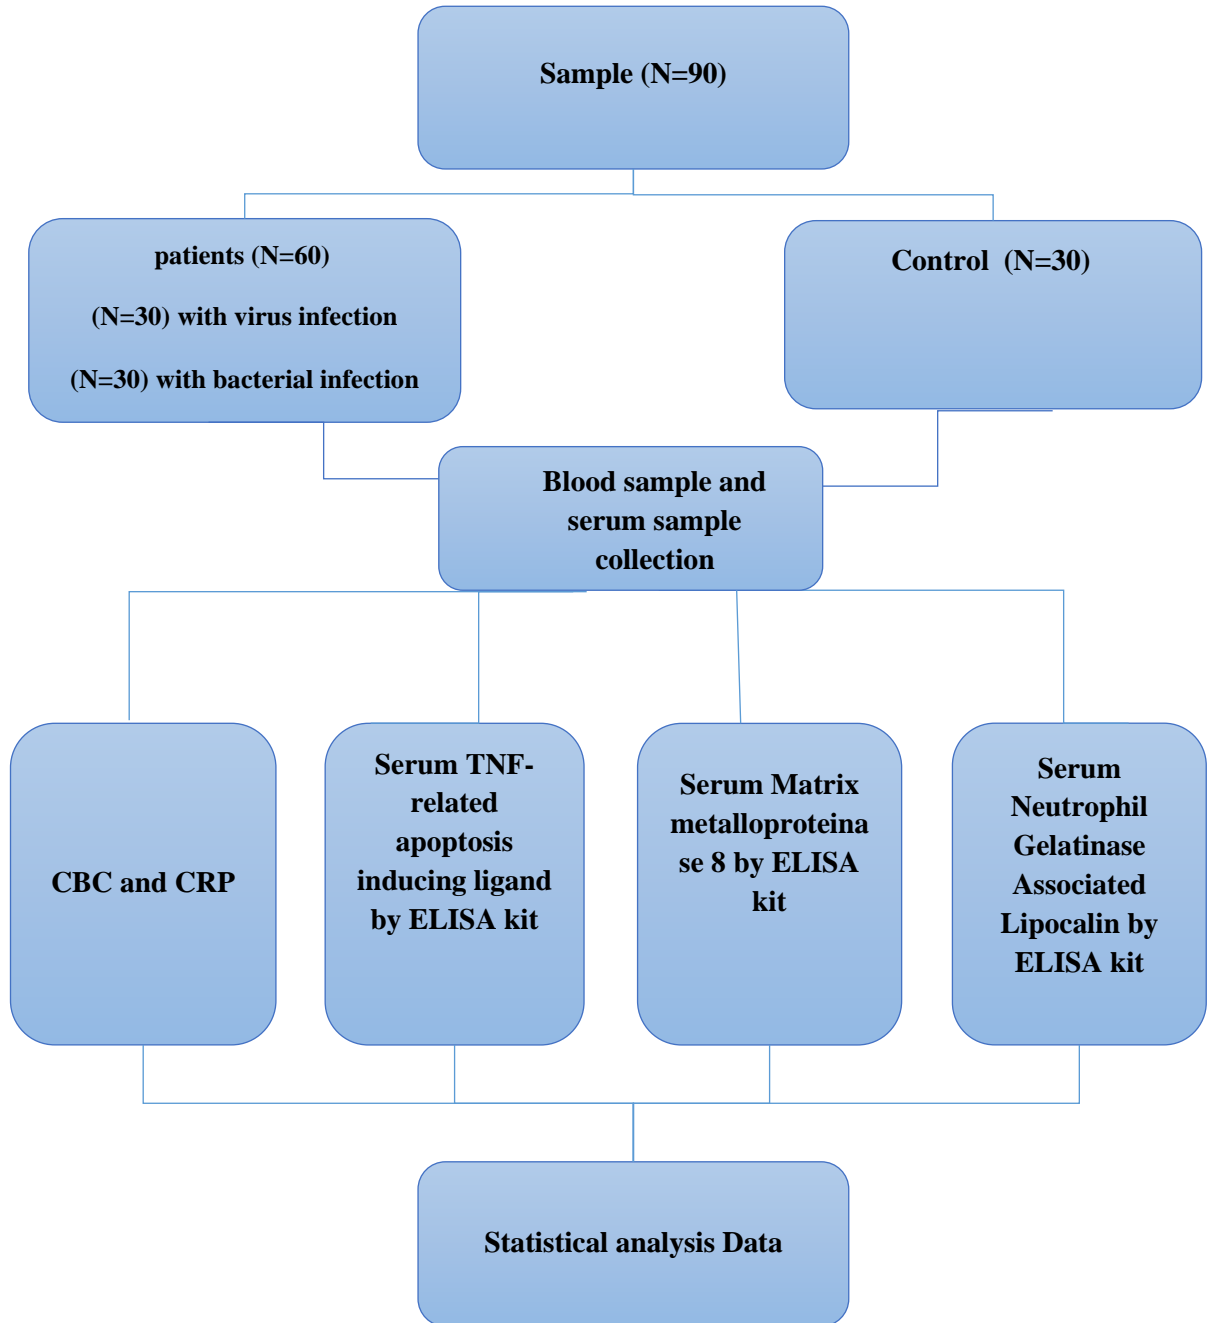 Sample (N=90)
patients (N=60)
(N=30) with virus infection
(N=30) with bacterial infection
Control (N=30)
Blood sample and
serum sample
collection
CBC and CRP
Serum TNF-
related
apoptosis
inducing ligand
by ELISA kit
Serum Matrix
metalloproteina
se 8 by ELISA
kit
Serum
Neutrophil
Gelatinase
Associated
Lipocalin by
ELISA kit
Statistical analysis Data